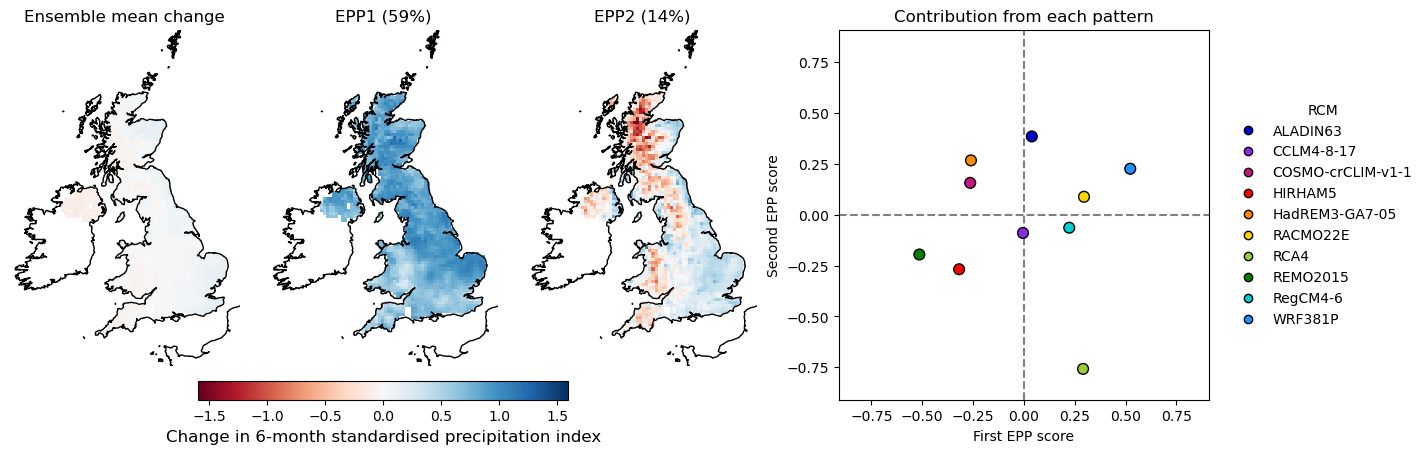 Ensemble mean change
EPP1 (59%)
EPP2 (14%)
−1.5 −1.0 −0.5 0.0 0.5 1.0 1.5
Change in 6-month standardised precipitation index
Contribution from each pattern
Second EPP score
0.75
0.50
0.25
0.00
−0.25
−0.50
−0.75
−0.75 −0.50 −0.25 0.00 0.25 0.50 0.75
First EPP score
RCM
ALADIN63
CCLM4-8-17
COSMO-crCLIM-v1-1
HIRHAM5
HadREM3-GA7-05
RACMO22E
RCA4
REMO2015
RegCM4-6
WRF381P